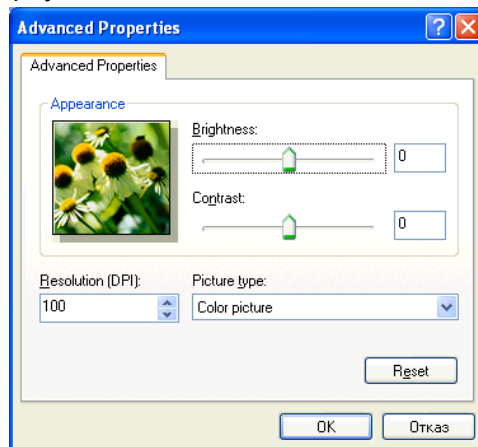 Advanced Properties
Advanced Properties
Appearance
Brightness:
0
Contrast:
0
Resolution (DPI):
Picture type:
100
Color picture
Reset
OK
Отказ